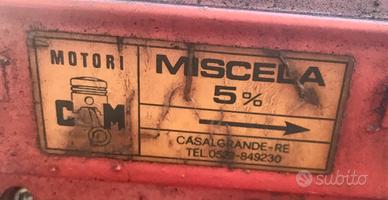 MOTORI
CM
MISCELA
5%
CASALGRANDE-RE
TEL.0522-849230
subito